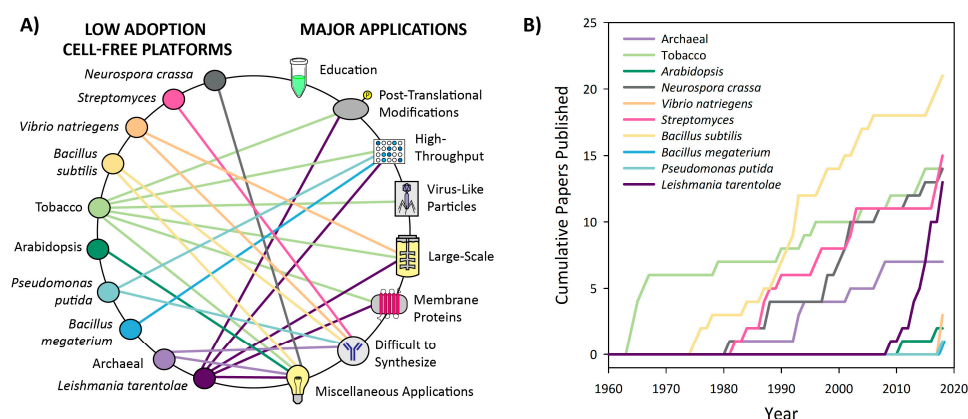 A)
LOW ADOPTION
CELL-FREE PLATFORMS
MAJOR APPLICATIONS
Neurospora crassa
Streptomyces
Vibrio natriegens
Bacillus
subtilis
Tobacco
Arabidopsis
Pseudomonas
putida
Bacillus
megaterium
Archaeal
Leishmania tarentolae
Education
P
Post-Translational
Modifications
High-
Throughput
Virus-Like
Particles
Large-Scale
Membrane
Proteins
Difficult to
Synthesize
Miscellaneous Applications
B)
Cumulative Papers Published
25
20
15
10
5
0
Archaeal
Tobacco
Arabidopsis
Neurospora crassa
Vibrio natriegens
Streptomyces
Bacillus subtilis
Bacillus megaterium
Pseudomonas putida
Leishmania tarentolae
1960 1970 1980 1990 2000 2010 2020
Year